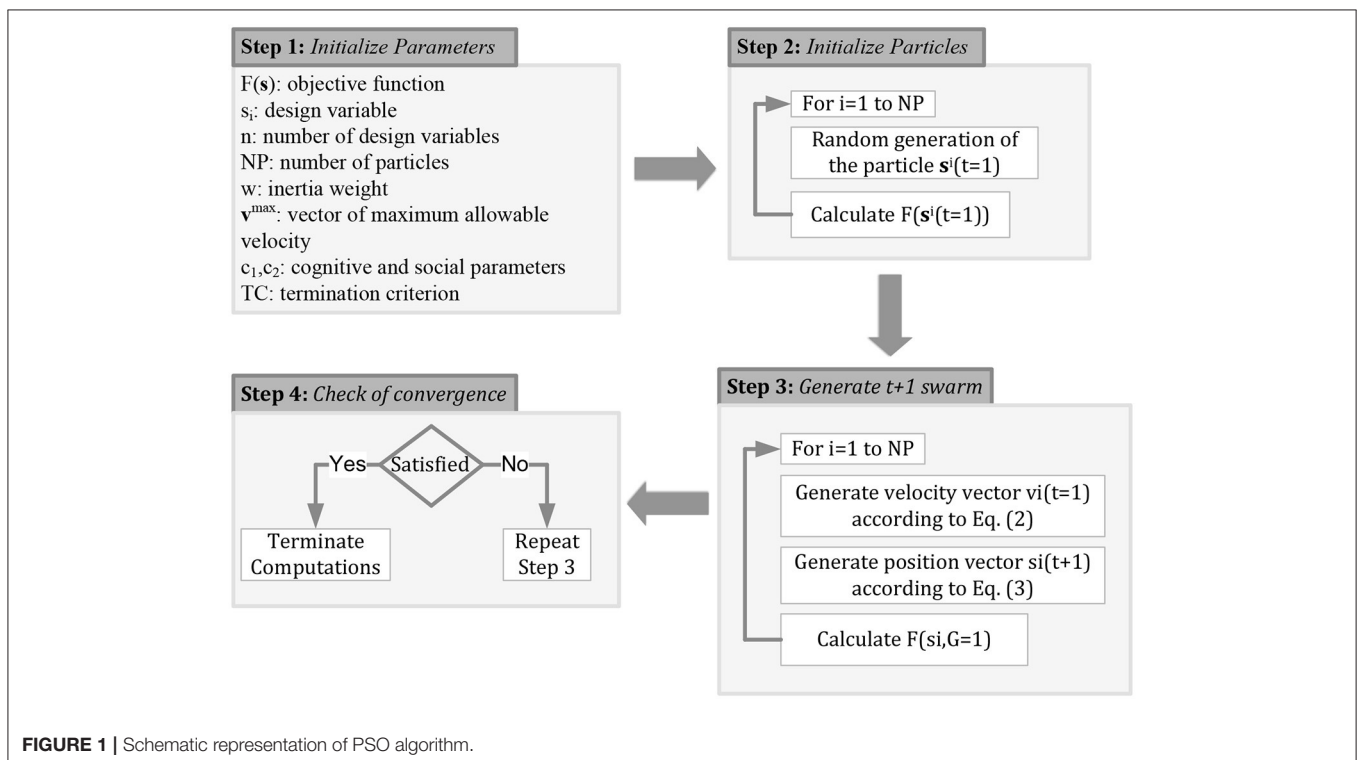 Step 1: Initialize Parameters
F(s): objective function
sᵢ: design variable
n: number of design variables
NP: number of particles
w: inertia weight
vᵐᵃˣ: vector of maximum allowable
velocity
c₁,c₂: cognitive and social parameters
TC: termination criterion
Step 2: Initialize Particles
For i=1 to NP
Random generation of
the particle sⁱ(t=1)
Calculate F(sⁱ(t=1))
Step 3: Generate t+1 swarm
For i=1 to NP
Generate velocity vector vi(t=1)
according to Eq. (2)
Generate position vector si(t+1)
according to Eq. (3)
Calculate F(si,G=1)
Step 4: Check of convergence
Yes
Satisfied
No
Terminate
Computations
Repeat
Step 3
FIGURE 1 | Schematic representation of PSO algorithm.